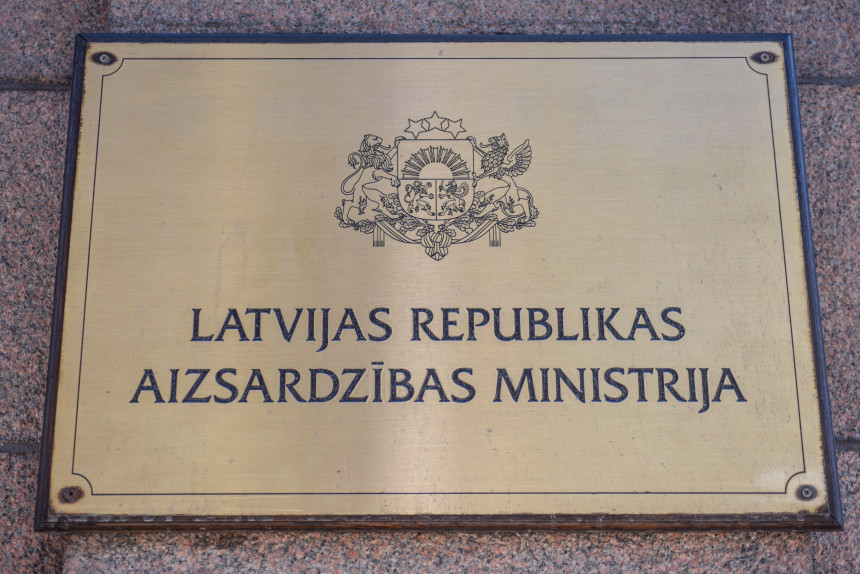 LATVIJAS REPUBLIKAS
AIZSARDZĪBAS MINISTRIJA